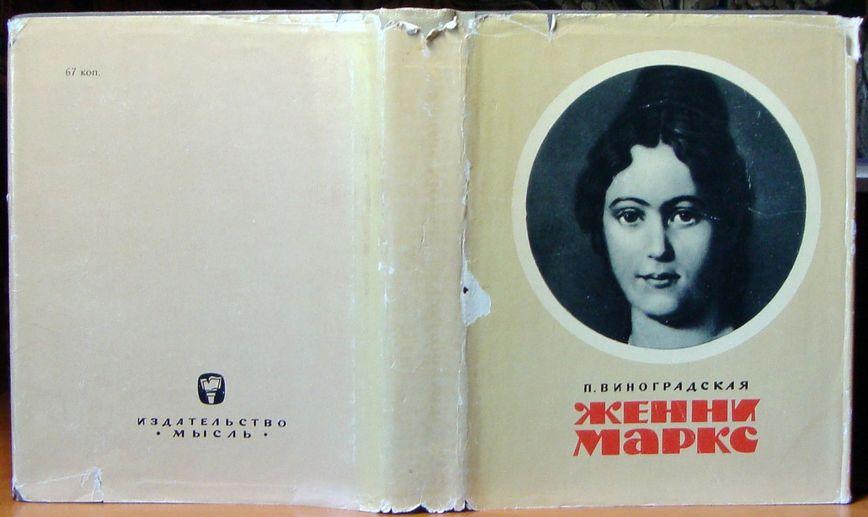 67 коп.
ИЗДАТЕЛЬСТВО
• МЫСЛЬ •
П. ВИНОГРАДСКАЯ
ЖЕННИ
МАРКС